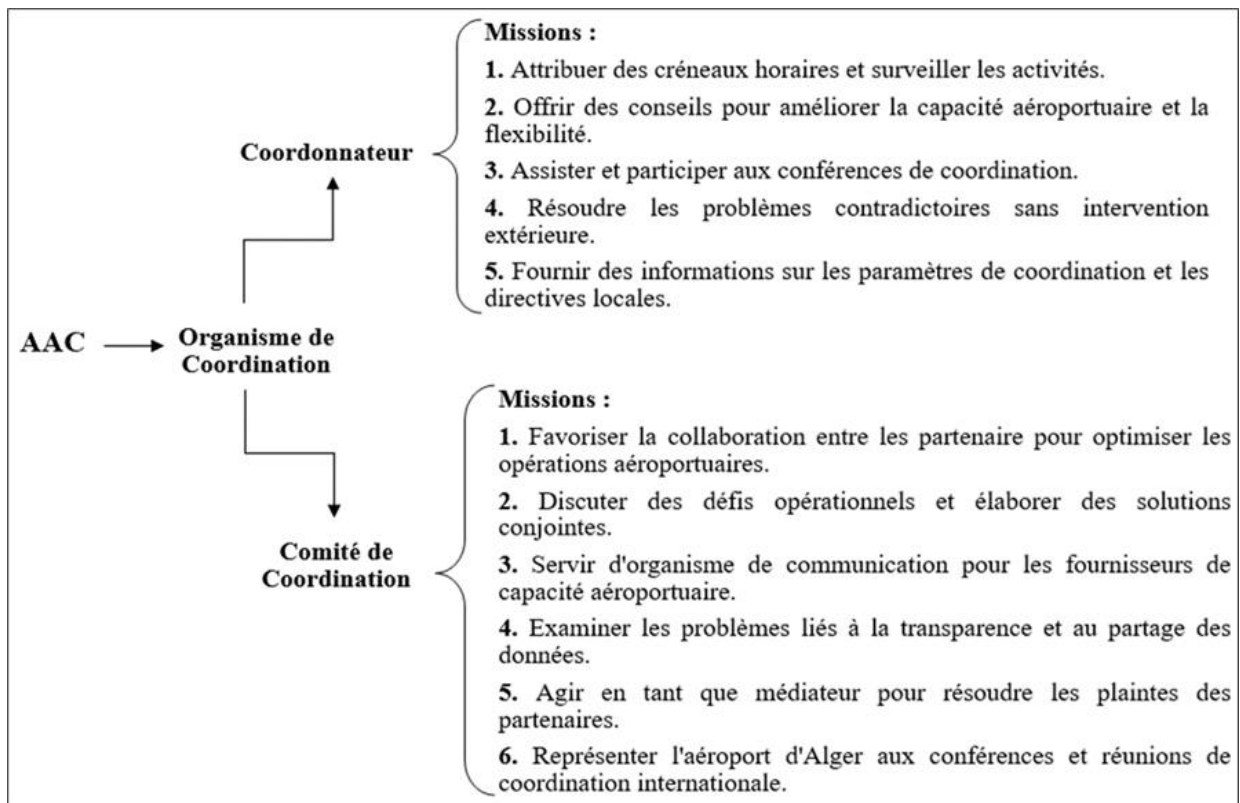 Missions :
1. Attribuer des créneaux horaires et surveiller les activités.
2. Offrir des conseils pour améliorer la capacité aéroportuaire et la
flexibilité.
3. Assister et participer aux conférences de coordination.
4. Résoudre les problèmes contradictoires sans intervention
extérieure.
5. Fournir des informations sur les paramètres de coordination et les
directives locales.
Coordonnateur
AAC
Organisme de
Coordination
Comité de
Coordination
Missions :
1. Favoriser la collaboration entre les partenaire pour optimiser les
opérations aéroportuaires.
2. Discuter des défis opérationnels et élaborer des solutions
conjointes.
3. Servir d'organisme de communication pour les fournisseurs de
capacité aéroportuaire.
4. Examiner les problèmes liés à la transparence et au partage des
données.
5. Agir en tant que médiateur pour résoudre les plaintes des
partenaires.
6. Représenter l'aéroport d'Alger aux conférences et réunions de
coordination internationale.